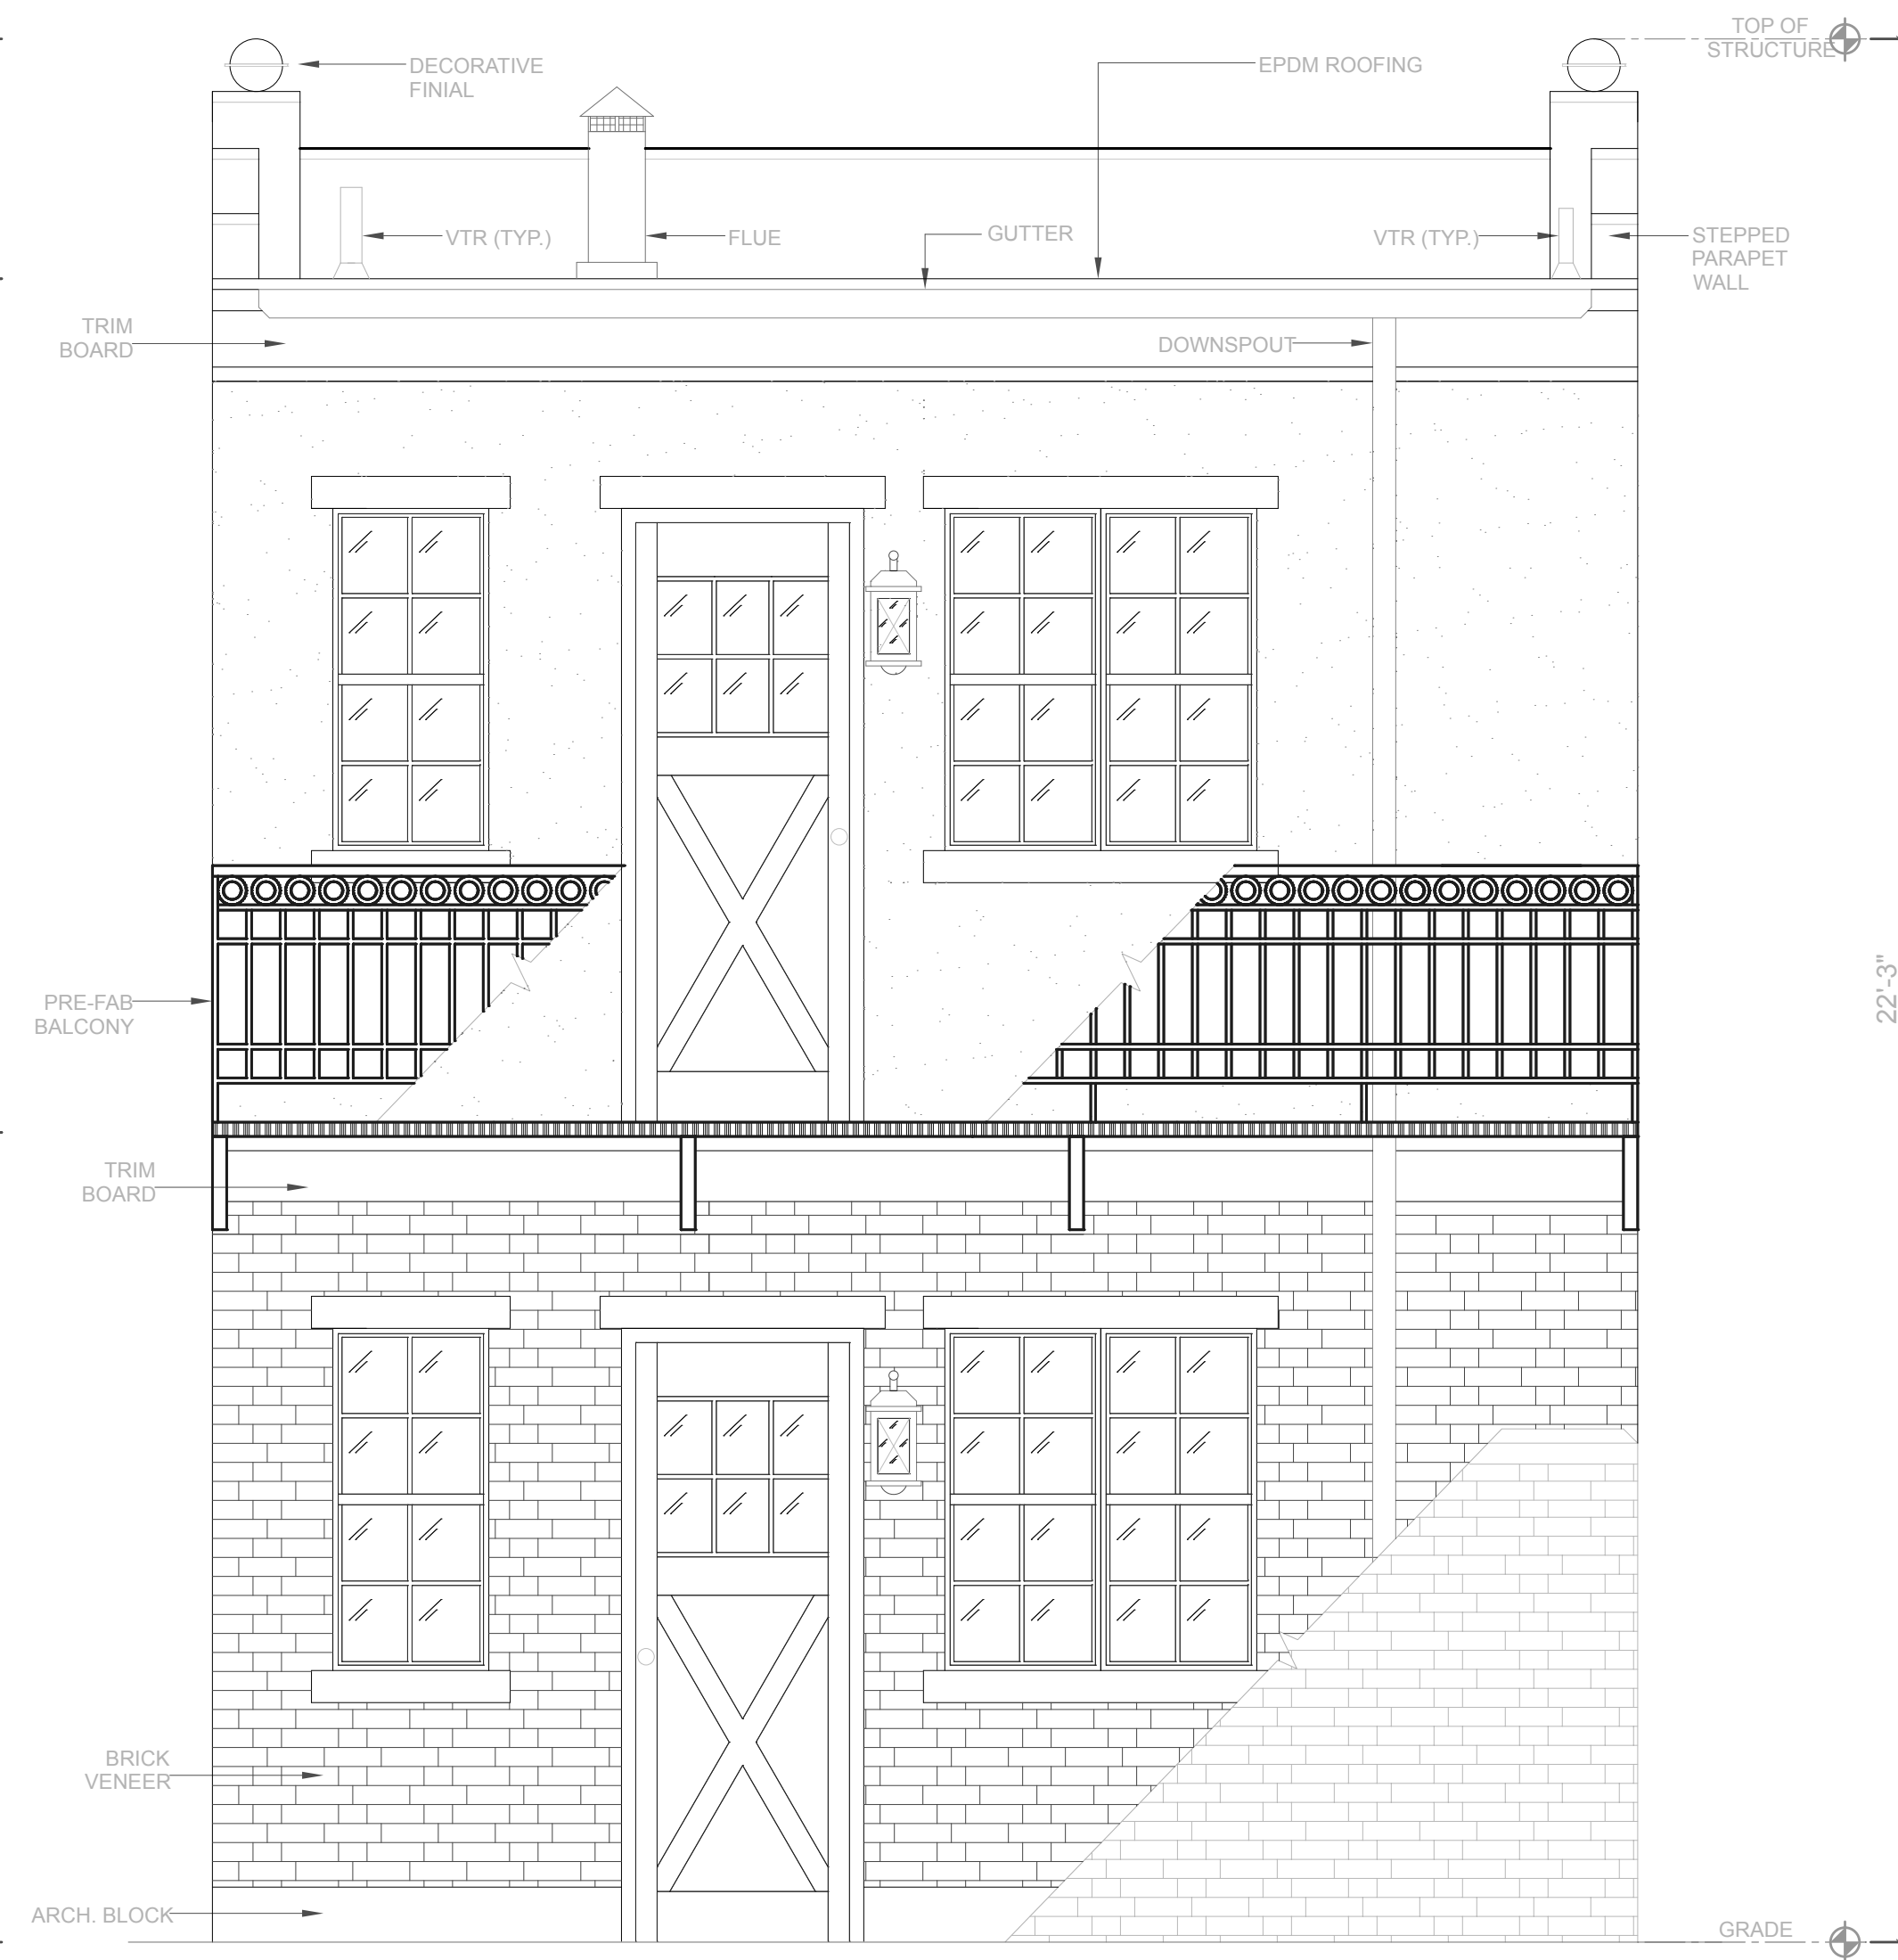 TOP OF
STRUCTURE
DECORATIVE
FINIAL
EPDM ROOFING
VTR (TYP.)
FLUE
GUTTER
VTR (TYP.)
STEPPED
PARAPET
WALL
TRIM
BOARD
DOWNSPOUT
PRE-FAB
BALCONY
22'-3"
TRIM
BOARD
BRICK
VENEER
ARCH. BLOCK
GRADE